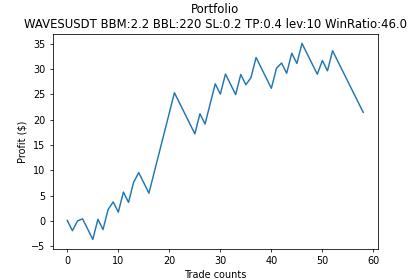 Portfolio
WAVESUSDT BBM:2.2 BBL:220 SL:0.2 TP:0.4 lev:10 WinRatio:46.0
35
30
25
20
15
10
5
0
−5
Profit ($)
0 10 20 30 40 50 60
Trade counts